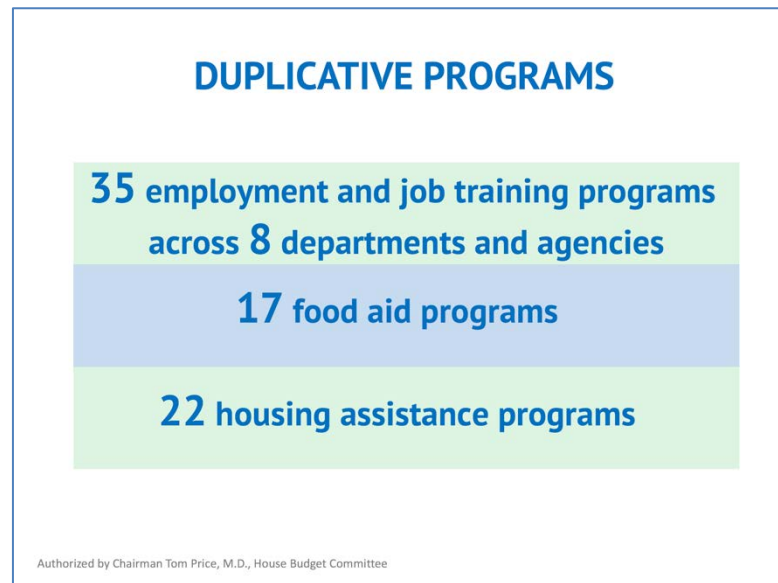 DUPLICATIVE PROGRAMS
35 employment and job training programs
across 8 departments and agencies
17 food aid programs
22 housing assistance programs
Authorized by Chairman Tom Price, M.D., House Budget Committee